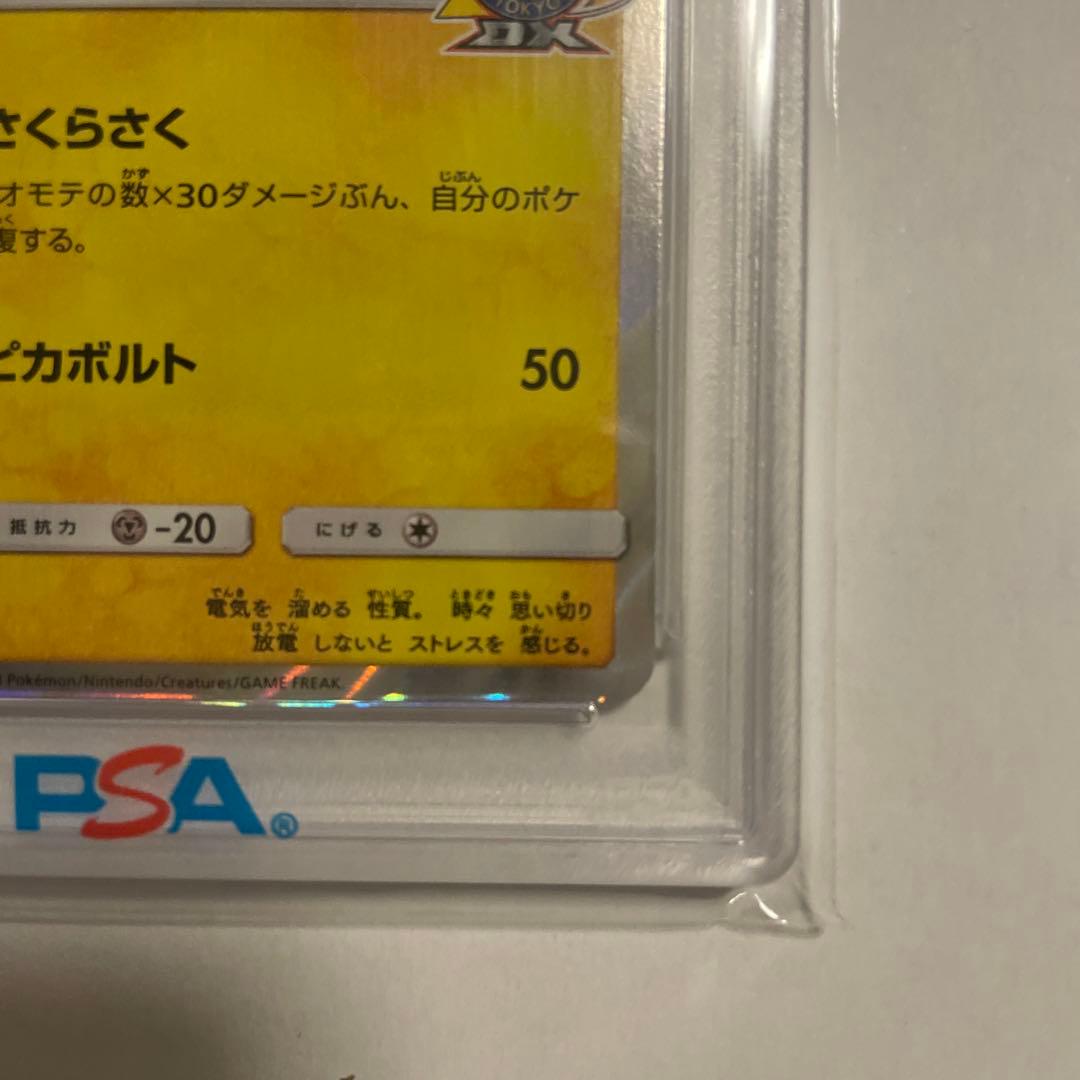 TOKYO
DX
さくらさく
オモテの数×30ダメージぶん、自分のポケ
復する。
ピカボルト 50
抵抗力 -20 にげる
電気を 溜める 性質。 時々 思い切り
放電 しないと ストレスを 感じる。
Pokémon/Nintendo/Creatures/GAME FREAK.
PSA®